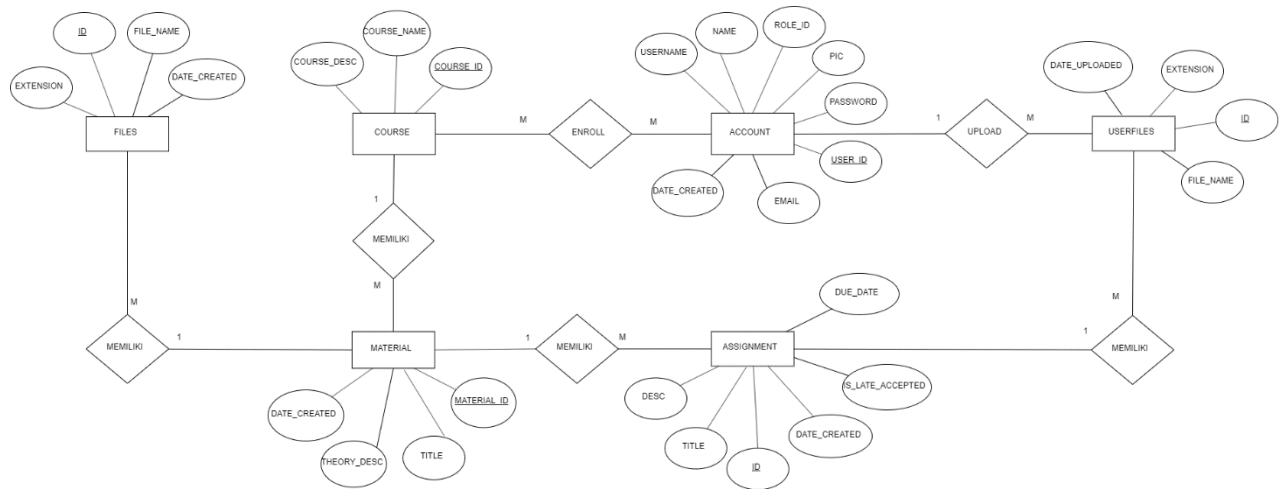 ID
FILE_NAME
EXTENSION
DATE_CREATED
FILES
COURSE_NAME
COURSE_DESC
COURSE_ID
COURSE
M
ENROLL
M
NAME
ROLE_ID
USERNAME
PIC
PASSWORD
ACCOUNT
USER_ID
DATE_CREATED
EMAIL
1
UPLOAD
M
DATE_UPLOADED
EXTENSION
USERFILES
ID
FILE_NAME
1
MEMILIKI
M
M
MEMILIKI
1
MATERIAL
DATE_CREATED
MATERIAL_ID
THEORY_DESC
TITLE
1
MEMILIKI
M
DUE_DATE
ASSIGNMENT
DESC
IS_LATE_ACCEPTED
TITLE
DATE_CREATED
ID
1
M
MEMILIKI